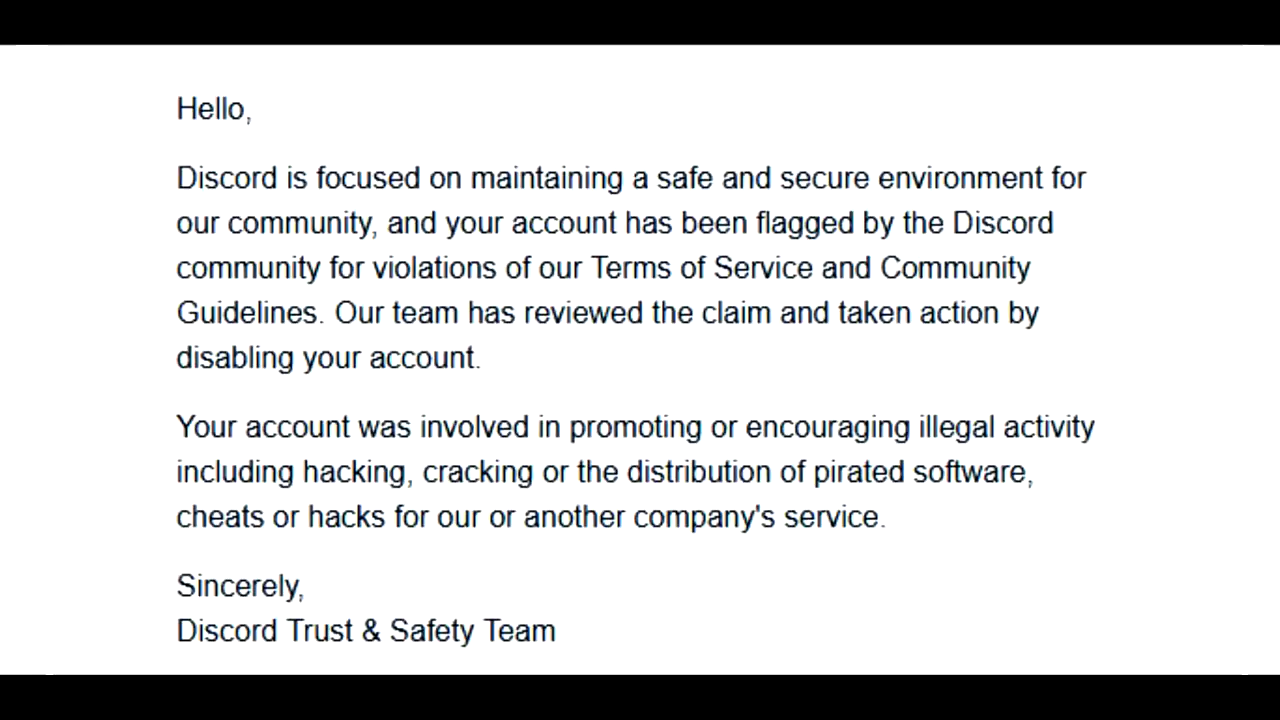 Hello,
Discord is focused on maintaining a safe and secure environment for
our community, and your account has been flagged by the Discord
community for violations of our Terms of Service and Community
Guidelines. Our team has reviewed the claim and taken action by
disabling your account.
Your account was involved in promoting or encouraging illegal activity
including hacking, cracking or the distribution of pirated software,
cheats or hacks for our or another company's service.
Sincerely,
Discord Trust & Safety Team